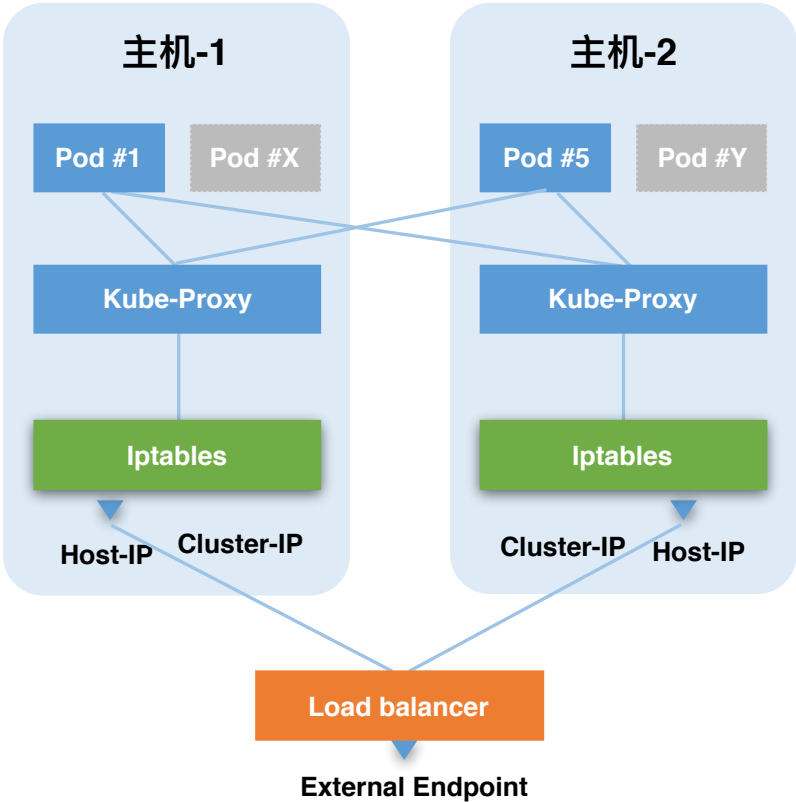 主机-1
主机-2
Pod #1
Pod #X
Pod #5
Pod #Y
Kube-Proxy
Kube-Proxy
Iptables
Iptables
Host-IP
Cluster-IP
Cluster-IP
Host-IP
Load balancer
External Endpoint